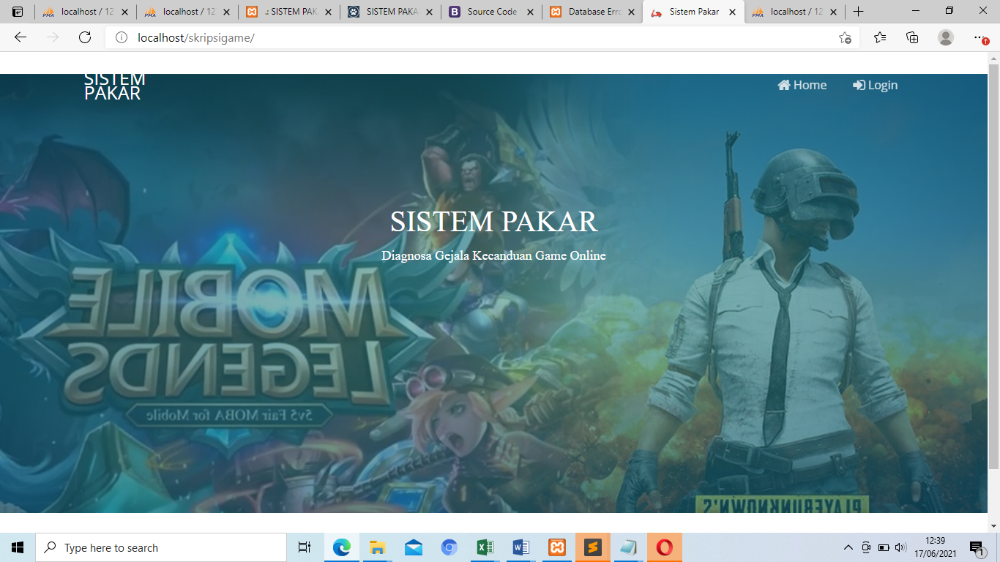 localhost / 12
localhost / 12
.: SISTEM PAK
SISTEM PAKA
Source Code
Database Erro
Sistem Pakar
localhost / 12
localhost/skripsigame/
SISTEM
PAKAR
Home
Login
SISTEM PAKAR
Diagnosa Gejala Kecanduan Game Online
MOBILE
LEGENDS
5v5 Fair MOBA for Mobile
PLAYERUNKNOWN'S
Type here to search
12:39
17/06/2021
1